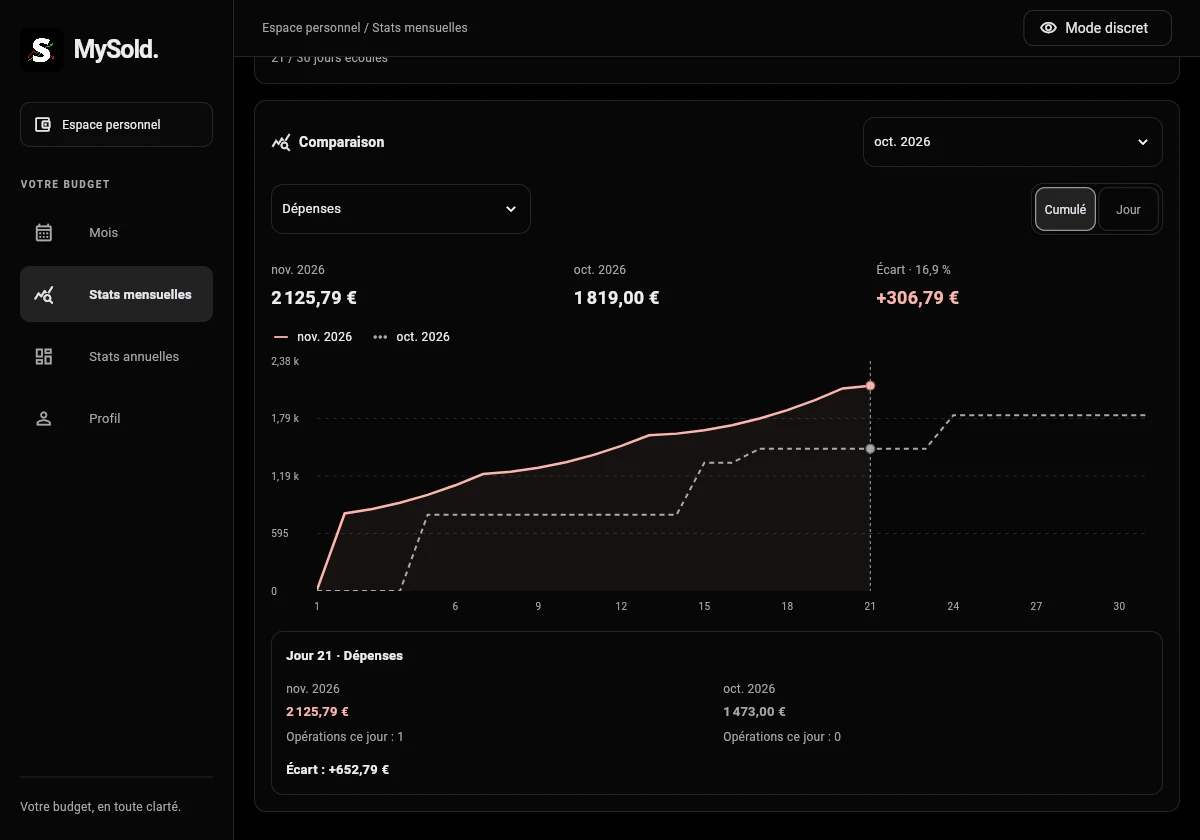 MySold.
Espace personnel
VOTRE BUDGET
Mois
Stats mensuelles
Stats annuelles
Profil
Votre budget, en toute clarté.
Espace personnel / Stats mensuelles
Mode discret
21 / 30 jours écoulés
Comparaison
oct. 2026
Dépenses
Cumulé
Jour
nov. 2026
2 125,79 €
oct. 2026
1 819,00 €
Écart · 16,9 %
+306,79 €
nov. 2026
oct. 2026
2,38 k
1,79 k
1,19 k
595
0
1 6 9 12 15 18 21 24 27 30
Jour 21 · Dépenses
nov. 2026
2 125,79 €
Opérations ce jour : 1
oct. 2026
1 473,00 €
Opérations ce jour : 0
Écart : +652,79 €